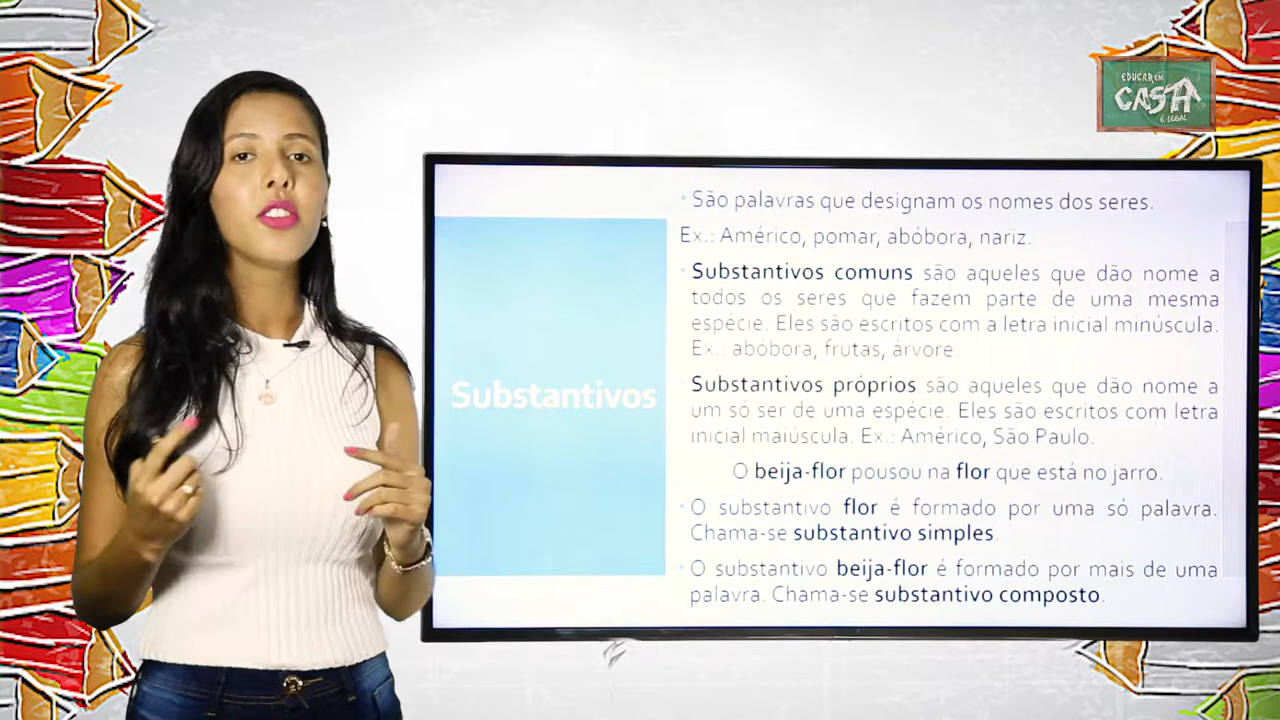 EDUCAR EM
CASA
É LEGAL
Substantivos
• São palavras que designam os nomes dos seres.
Ex.: Américo, pomar, abóbora, nariz.
• Substantivos comuns são aqueles que dão nome a
todos os seres que fazem parte de uma mesma
espécie. Eles são escritos com a letra inicial minúscula.
Ex.: abóbora, frutas, árvore.
• Substantivos próprios são aqueles que dão nome a
um só ser de uma espécie. Eles são escritos com letra
inicial maiúscula. Ex.: Américo, São Paulo.
O beija-flor pousou na flor que está no jarro.
• O substantivo flor é formado por uma só palavra.
Chama-se substantivo simples.
• O substantivo beija-flor é formado por mais de uma
palavra. Chama-se substantivo composto.